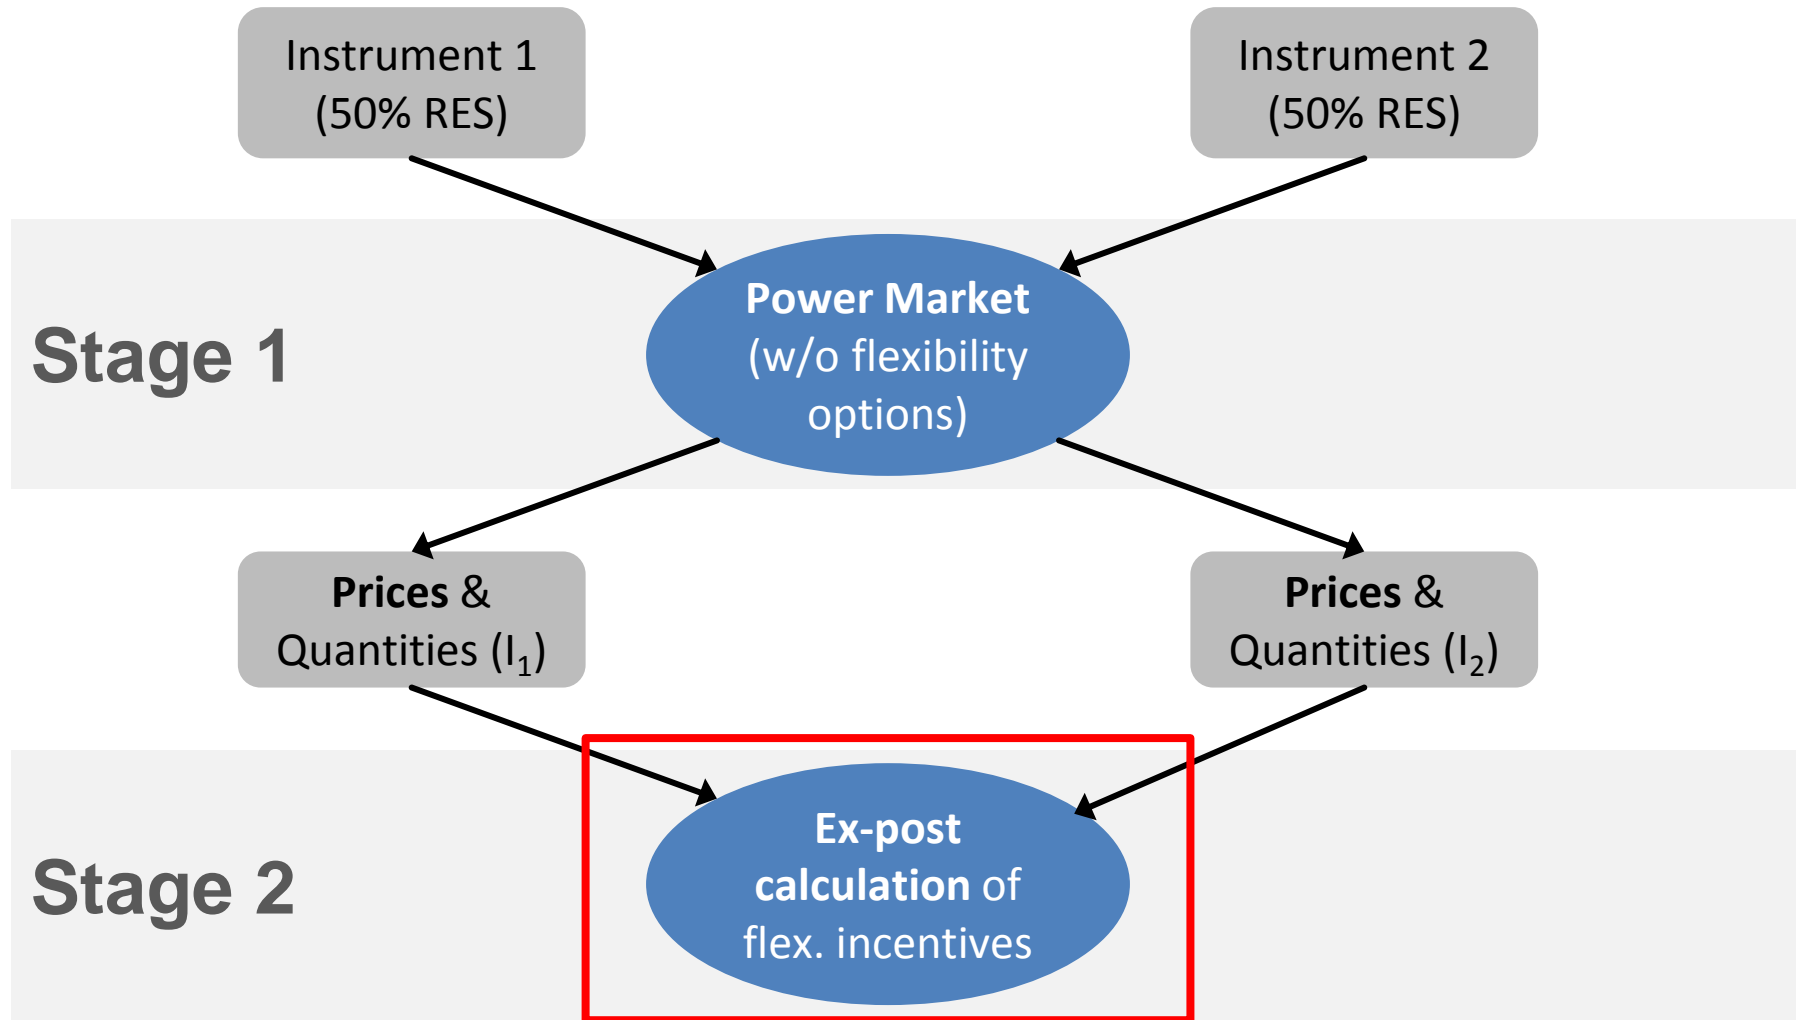 Instrument 1
(50% RES)
Instrument 2
(50% RES)
Stage 1
Power Market
(w/o flexibility
options)
Prices &
Quantities (I₁)
Prices &
Quantities (I₂)
Stage 2
Ex-post
calculation of
flex. incentives